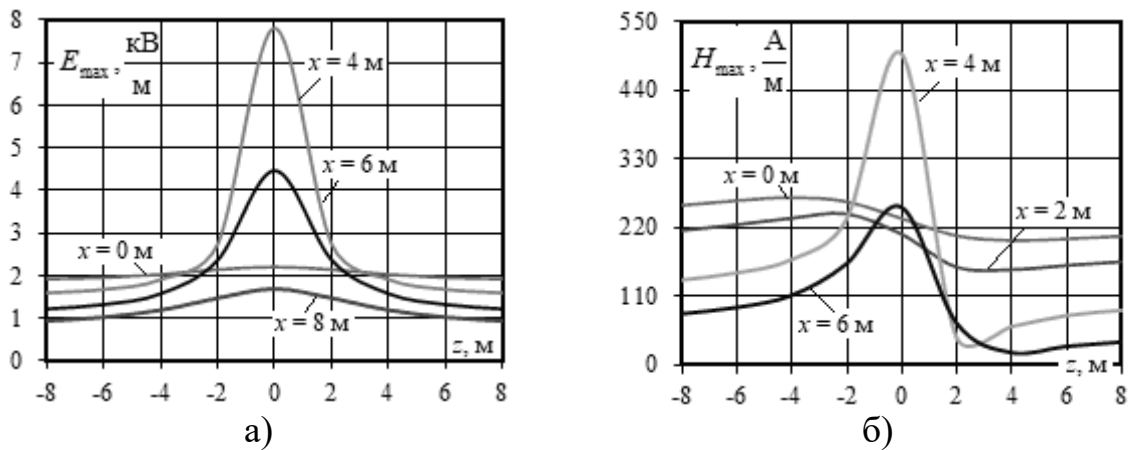 8
7
6
5
4
3
2
1
0
E max, кВ
м
x = 4 м
x = 6 м
x = 0 м
x = 8 м
z, м
-8 -6 -4 -2 0 2 4 6 8
а)
550
440
330
220
110
0
H max, А
м
x = 4 м
x = 0 м
x = 2 м
x = 6 м
z, м
-8 -6 -4 -2 0 2 4 6 8
б)